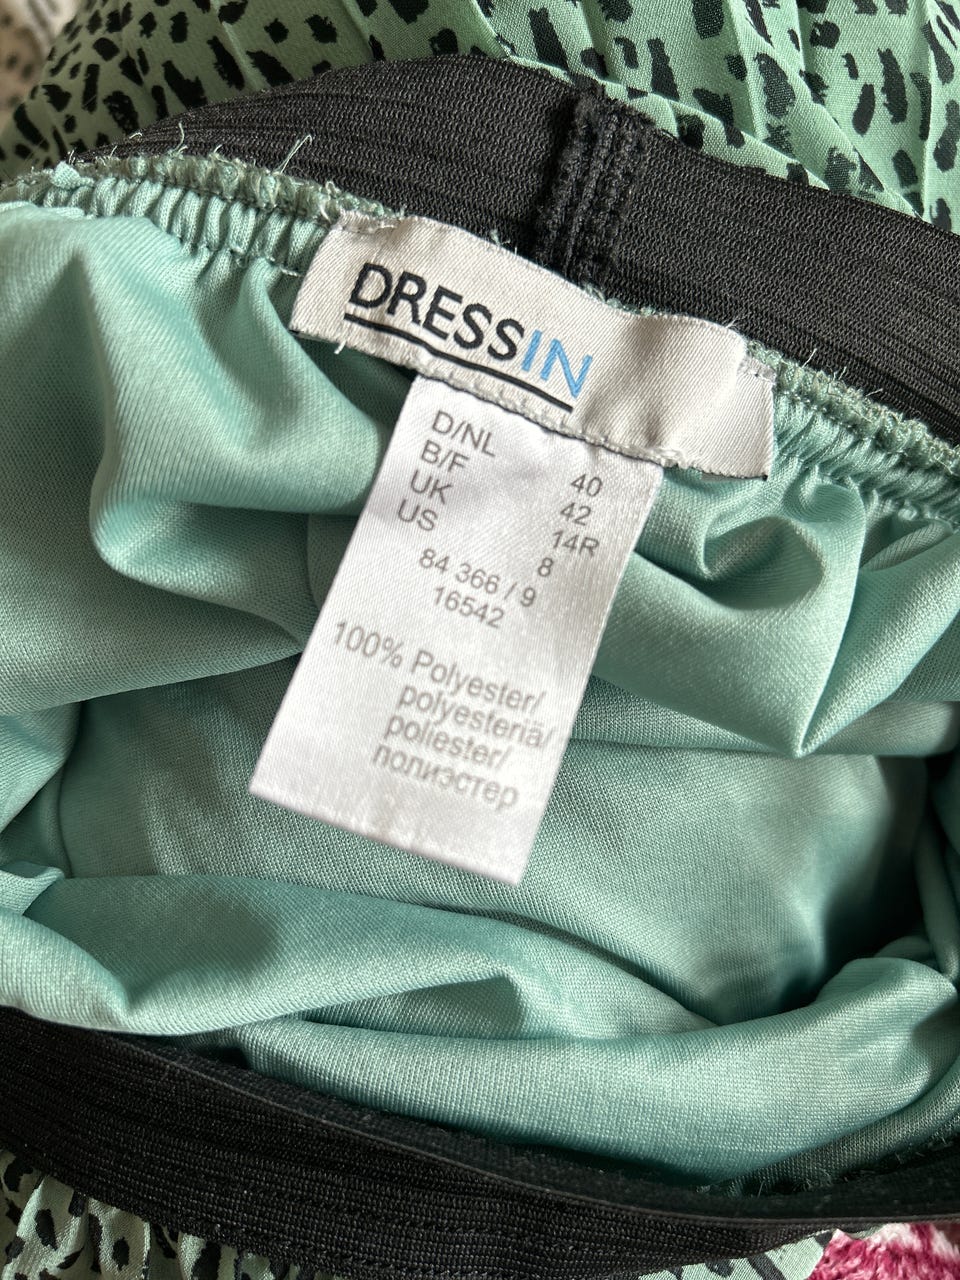 DRESSIN
D/NL 40
B/F 42
UK 14R
US 8
84 366 / 9
16542
100% Polyester/
polyesteriä/
poliester/
полиэстер